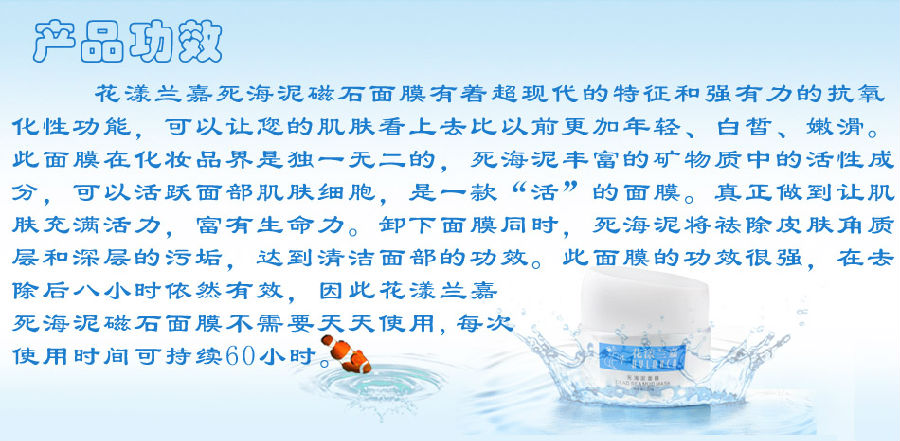 产品功效
花漾兰嘉死海泥磁石面膜有着超现代的特征和强有力的抗氧
化性功能，可以让您的肌肤看上去比以前更加年轻、白皙、嫩滑。
此面膜在化妆品界是独一无二的，死海泥丰富的矿物质中的活性成
分，可以活跃面部肌肤细胞，是一款“活”的面膜。真正做到让肌
肤充满活力，富有生命力。卸下面膜同时，死海泥将祛除皮肤角质
层和深层的污垢，达到清洁面部的功效。此面膜的功效很强，在去
除后八小时依然有效，因此花漾兰嘉
死海泥磁石面膜不需要天天使用，每次
使用时间可持续60小时。
花漾兰嘉
死海泥面膜
DEAD SEA MUD MASK